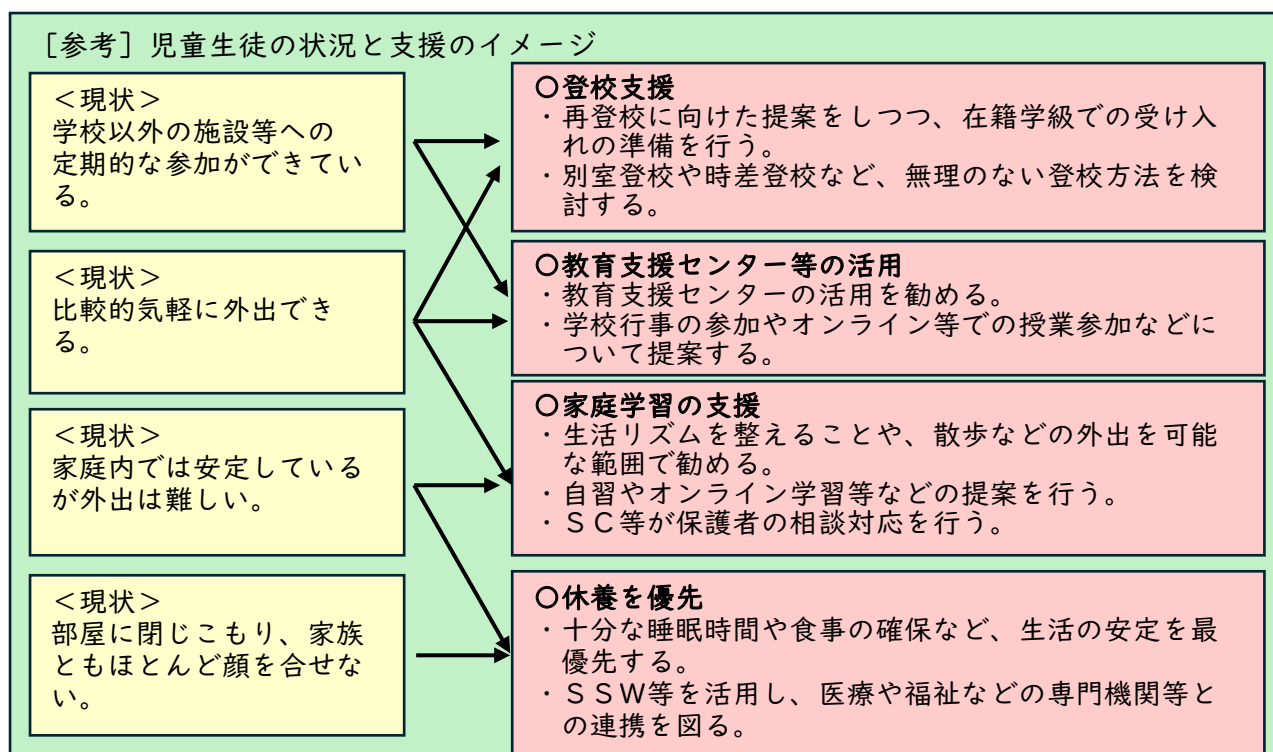 ［参考］児童生徒の状況と支援のイメージ
＜現状＞
学校以外の施設等への
定期的な参加ができてい
る。
＜現状＞
比較的気軽に外出でき
る。
＜現状＞
家庭内では安定している
が外出は難しい。
＜現状＞
部屋に閉じこもり、家族
ともほとんど顔を合せな
い。
〇登校支援
・再登校に向けた提案をしつつ、在籍学級での受け入
れの準備を行う。
・別室登校や時差登校など、無理のない登校方法を検
討する。
〇教育支援センター等の活用
・教育支援センターの活用を勧める。
・学校行事の参加やオンライン等での授業参加などに
ついて提案する。
〇家庭学習の支援
・生活リズムを整えることや、散歩などの外出を可能
な範囲で勧める。
・自習やオンライン学習等などの提案を行う。
・ＳＣ等が保護者の相談対応を行う。
〇休養を優先
・十分な睡眠時間や食事の確保など、生活の安定を最
優先する。
・ＳＳＷ等を活用し、医療や福祉などの専門機関等と
の連携を図る。